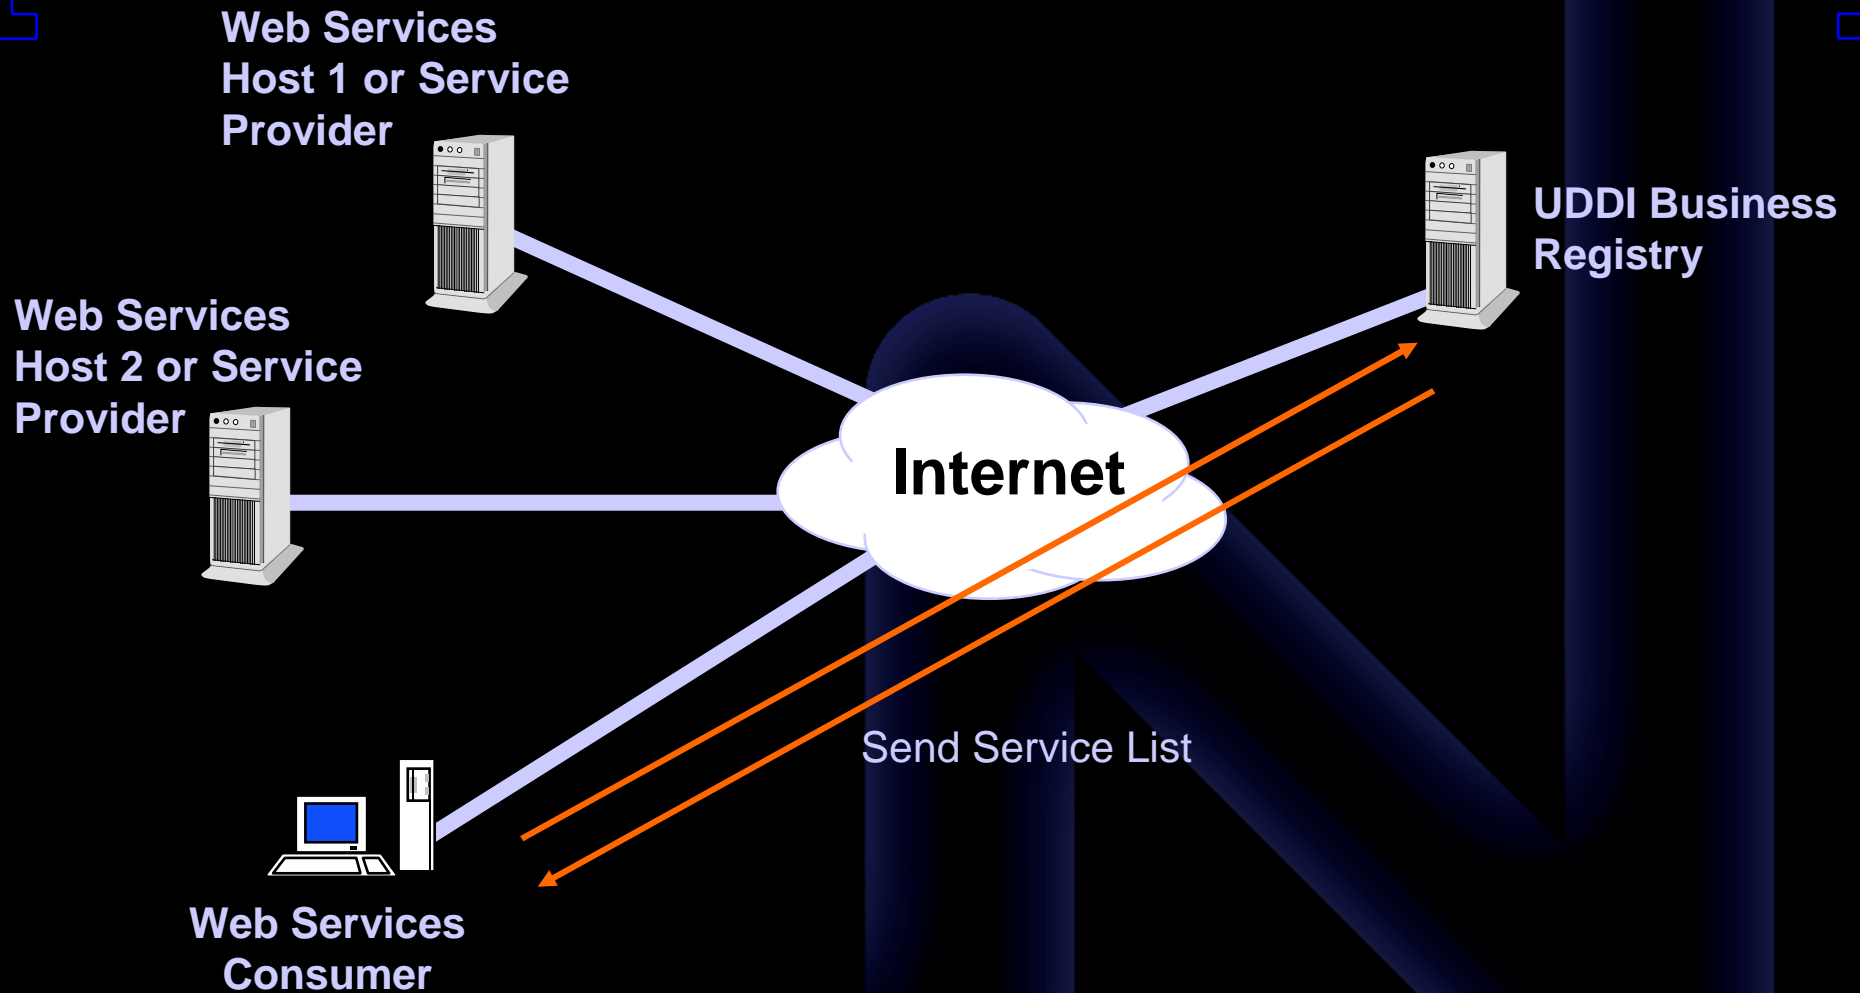 Web Services
Host 1 or Service
Provider
UDDI Business
Registry
Web Services
Host 2 or Service
Provider
Internet
Send Service List
Web Services
Consumer